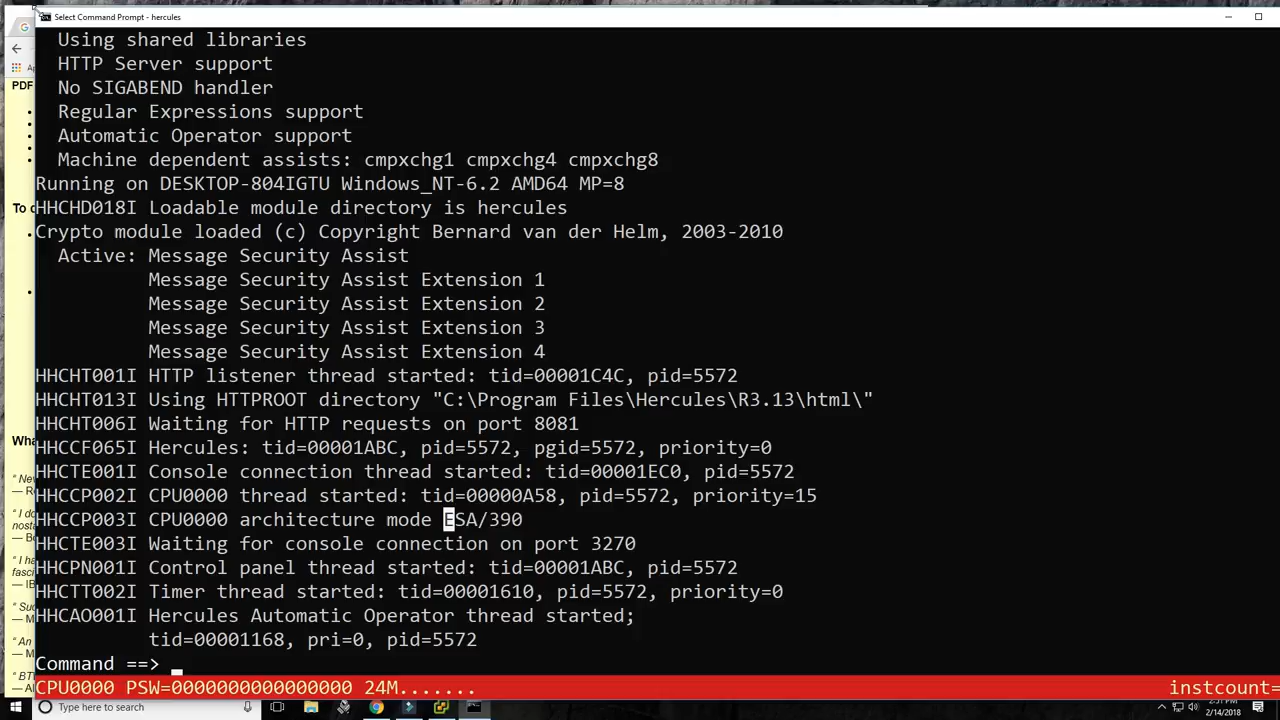 Select Command Prompt - hercules
Using shared libraries
HTTP Server support
No SIGABEND handler
Regular Expressions support
Automatic Operator support
Machine dependent assists: cmpxchg1 cmpxchg4 cmpxchg8
Running on DESKTOP-804IGTU Windows_NT-6.2 AMD64 MP=8
HHCHD018I Loadable module directory is hercules
Crypto module loaded (c) Copyright Bernard van der Helm, 2003-2010
Active: Message Security Assist
Message Security Assist Extension 1
Message Security Assist Extension 2
Message Security Assist Extension 3
Message Security Assist Extension 4
HHCHT001I HTTP listener thread started: tid=00001C4C, pid=5572
HHCHT013I Using HTTPROOT directory "C:\Program Files\Hercules\R3.13\html\"
HHCHT006I Waiting for HTTP requests on port 8081
HHCCF065I Hercules: tid=00001ABC, pid=5572, pgid=5572, priority=0
HHCTE001I Console connection thread started: tid=00001EC0, pid=5572
HHCCP002I CPU0000 thread started: tid=00000A58, pid=5572, priority=15
HHCCP003I CPU0000 architecture mode ESA/390
HHCTE003I Waiting for console connection on port 3270
HHCPN001I Control panel thread started: tid=00001ABC, pid=5572
HHCTT002I Timer thread started: tid=00001610, pid=5572, priority=0
HHCAO001I Hercules Automatic Operator thread started;
tid=00001168, pri=0, pid=5572
Command ==>
CPU0000 PSW=0000000000000000 24M....... instcount=
PDF
Type here to search
2/14/2018